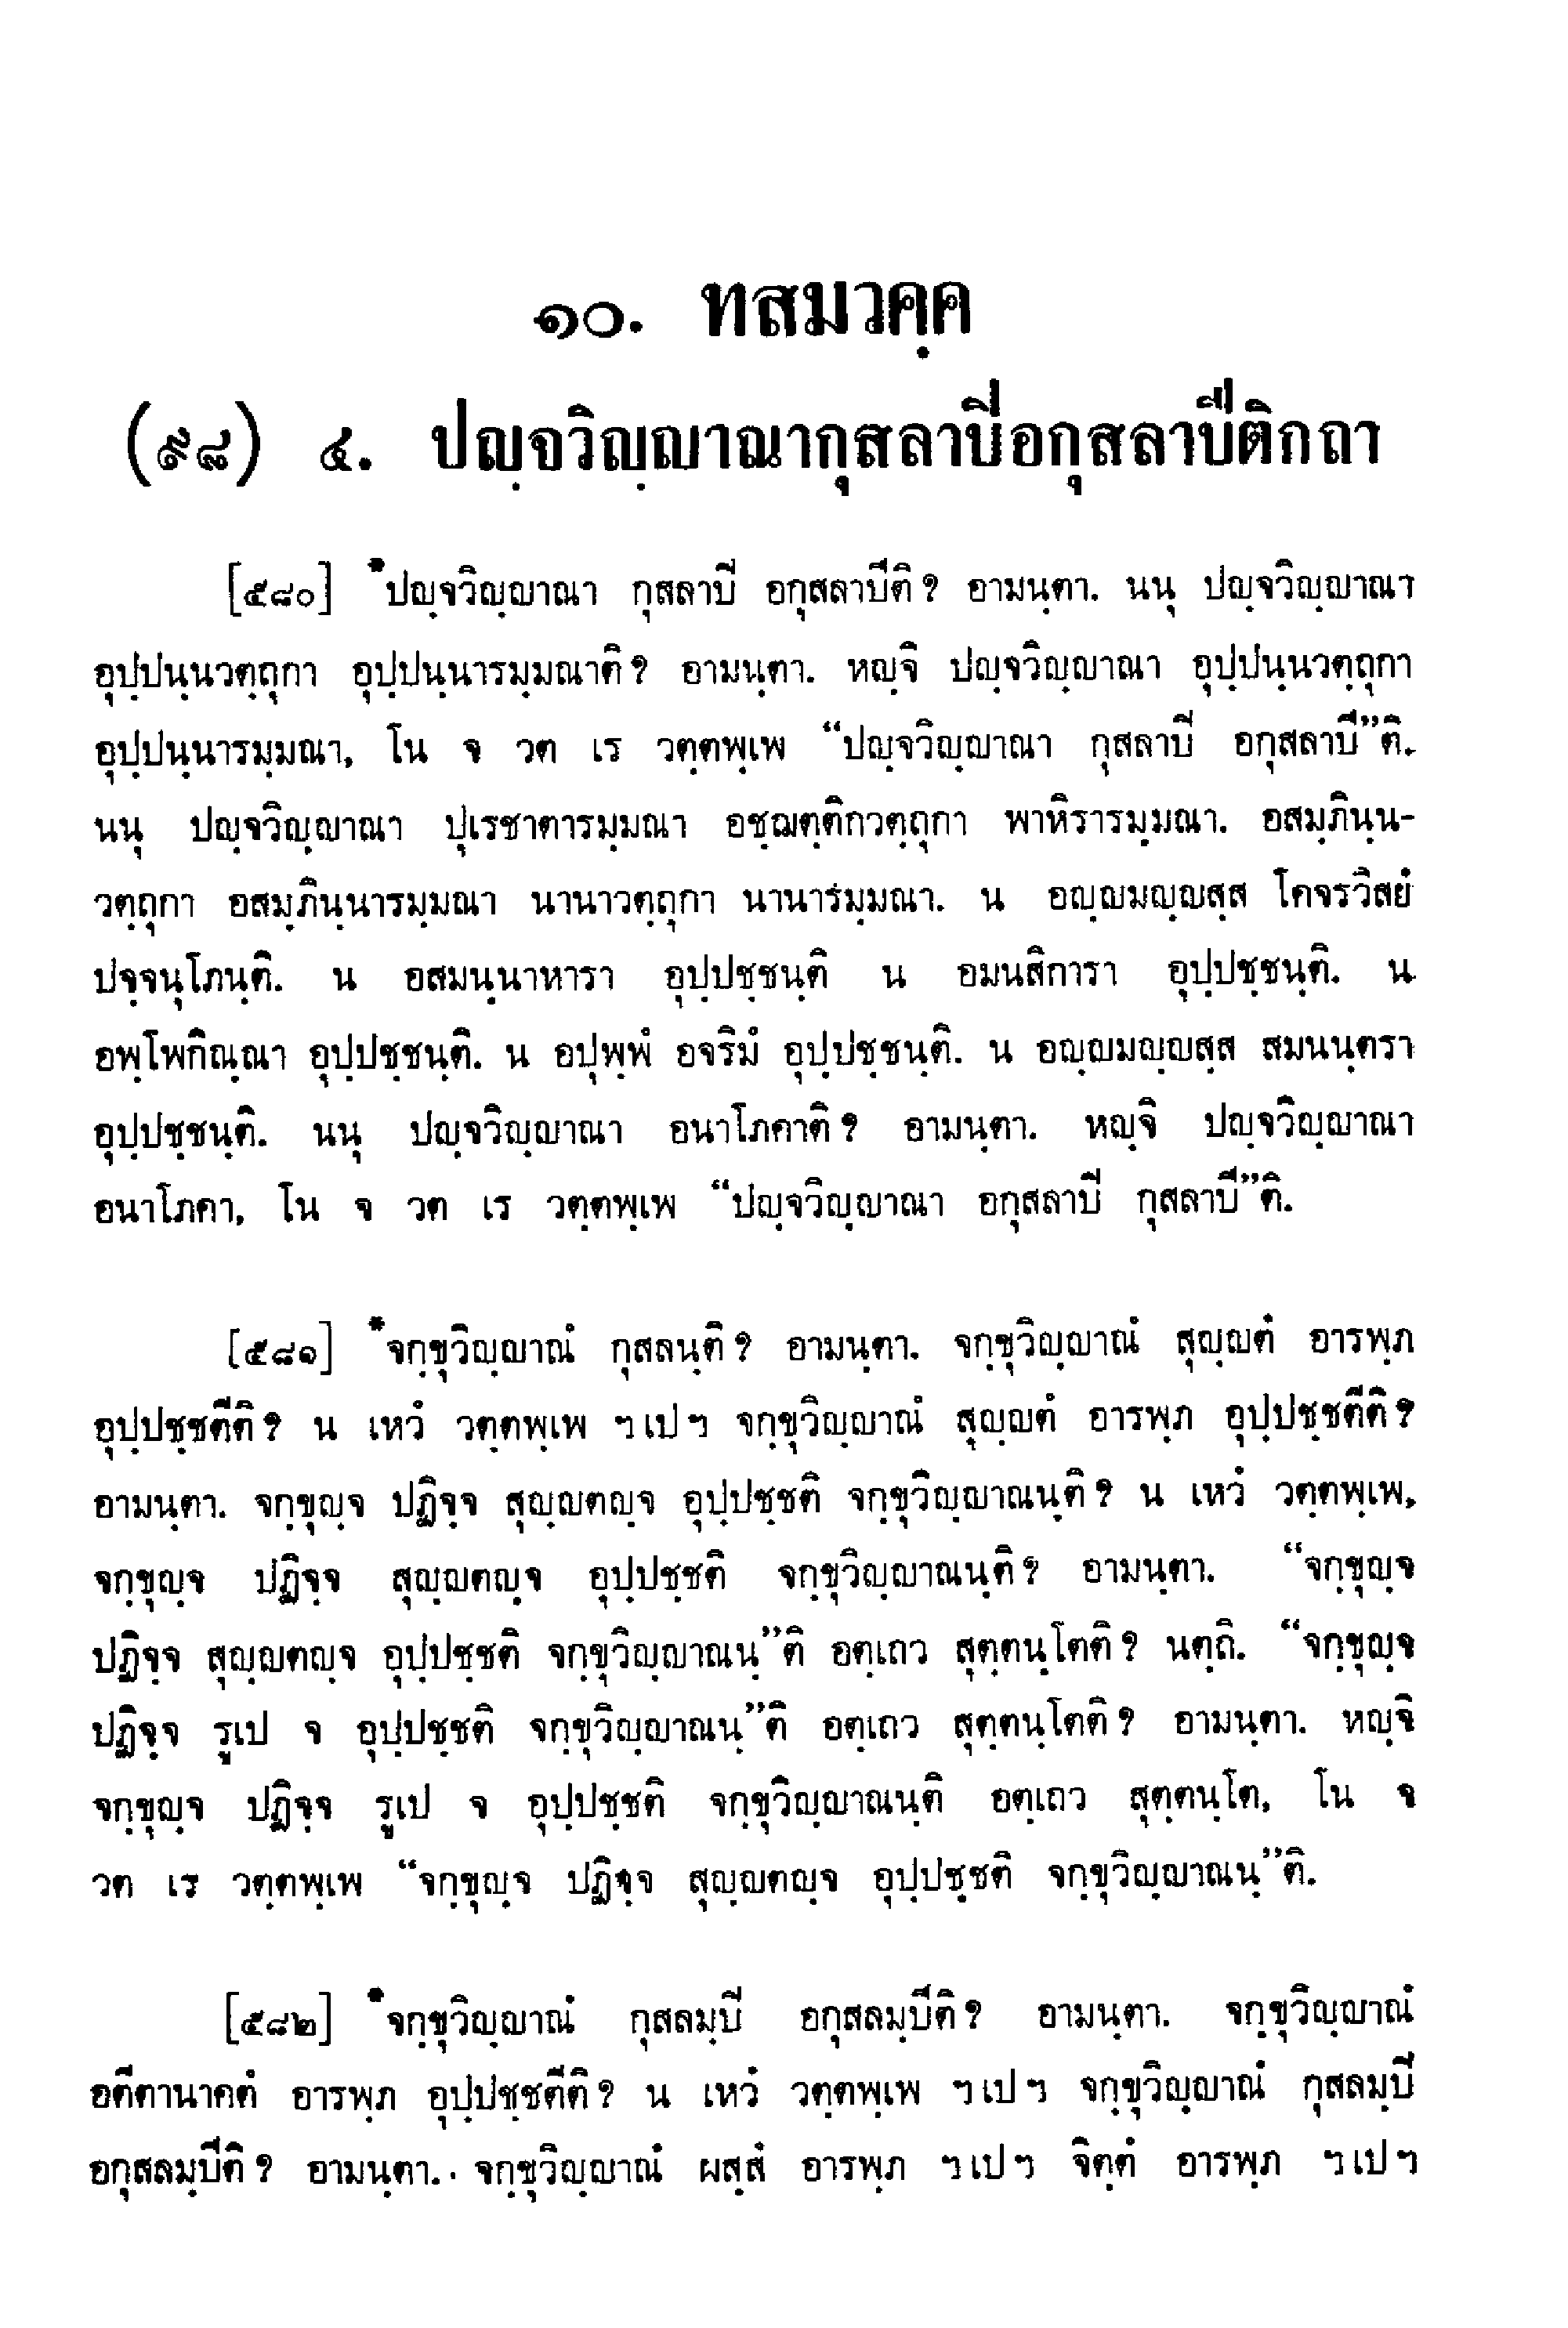 ๑๐. ทสมวคฺค
(๙๘) ๔. ปญฺจวิญฺญาณากุสลาปีอกุสลาปีติกถา
[๕๘๐] *ปญฺจวิญฺญาณา กุสลาปี อกุสลาปีติ? อามนฺตา. นนุ ปญฺจวิญฺญาณา
อุปฺปนฺนวตฺถุกา อุปฺปนฺนารมฺมณาติ? อามนฺตา. หญฺจิ ปญฺจวิญฺญาณา อุปฺปนฺนวตฺถุกา
อุปฺปนฺนารมฺมณา, โน จ วต เร วตฺตพฺเพ “ปญฺจวิญฺญาณา กุสลาปี อกุสลาปี”ติ.
นนุ ปญฺจวิญฺญาณา ปุเรชาตารมฺมณา อชฺฌตฺติกวตฺถุกา พาหิรารมฺมณา. อสมฺภินฺน-
วตฺถุกา อสมฺภินฺนารมฺมณา นานาวตฺถุกา นานารมฺมณา. น อญฺญมญฺญสฺส โคจรวิสยํ
ปจฺจนุโภนฺติ. น อสมนฺนาหารา อุปฺปชฺชนฺติ น อมนสิการา อุปฺปชฺชนฺติ. น
อพฺโพกิณฺณา อุปฺปชฺชนฺติ. น อปุพฺพํ อจริมํ อุปฺปชฺชนฺติ. น อญฺญมญฺญสฺส สมนนฺตรา
อุปฺปชฺชนฺติ. นนุ ปญฺจวิญฺญาณา อนาโภคาติ? อามนฺตา. หญฺจิ ปญฺจวิญฺญาณา
อนาโภคา, โน จ วต เร วตฺตพฺเพ “ปญฺจวิญฺญาณา อกุสลาปี กุสลาปี”ติ.
[๕๘๑] *จกฺขุวิญฺญาณํ กุสลนฺติ? อามนฺตา. จกฺขุวิญฺญาณํ สุญฺญตํ อารพฺภ
อุปฺปชฺชตีติ? น เหวํ วตฺตพฺเพ ฯเปฯ จกฺขุวิญฺญาณํ สุญฺญตํ อารพฺภ อุปฺปชฺชตีติ?
อามนฺตา. จกฺขุญฺจ ปฏิจฺจ สุญฺญตญฺจ อุปฺปชฺชติ จกฺขุวิญฺญาณนฺติ? น เหวํ วตฺตพฺเพ,
จกฺขุญฺจ ปฏิจฺจ สุญฺญตญฺจ อุปฺปชฺชติ จกฺขุวิญฺญาณนฺติ? อามนฺตา. “จกฺขุญฺจ
ปฏิจฺจ สุญฺญตญฺจ อุปฺปชฺชติ จกฺขุวิญฺญาณนฺ”ติ อตฺเถว สุตฺตนฺโตติ? นตฺถิ. “จกฺขุญฺจ
ปฏิจฺจ รูเป จ อุปฺปชฺชติ จกฺขุวิญฺญาณนฺ”ติ อตฺเถว สุตฺตนฺโตติ? อามนฺตา. หญฺจิ
จกฺขุญฺจ ปฏิจฺจ รูเป จ อุปฺปชฺชติ จกฺขุวิญฺญาณนฺติ อตฺเถว สุตฺตนฺโต, โน จ
วต เร วตฺตพฺเพ “จกฺขุญฺจ ปฏิจฺจ สุญฺญตญฺจ อุปฺปชฺชติ จกฺขุวิญฺญาณนฺ”ติ.
[๕๘๒] *จกฺขุวิญฺญาณํ กุสลมฺปี อกุสลมฺปีติ? อามนฺตา. จกฺขุวิญฺญาณํ
อตีตานาคตํ อารพฺภ อุปฺปชฺชตีติ? น เหวํ วตฺตพฺเพ ฯเปฯ จกฺขุวิญฺญาณํ กุสลมฺปี
อกุสลมฺปีติ? อามนฺตา. จกฺขุวิญฺญาณํ ผสฺสํ อารพฺภ ฯเปฯ จิตฺตํ อารพฺภ ฯเปฯ